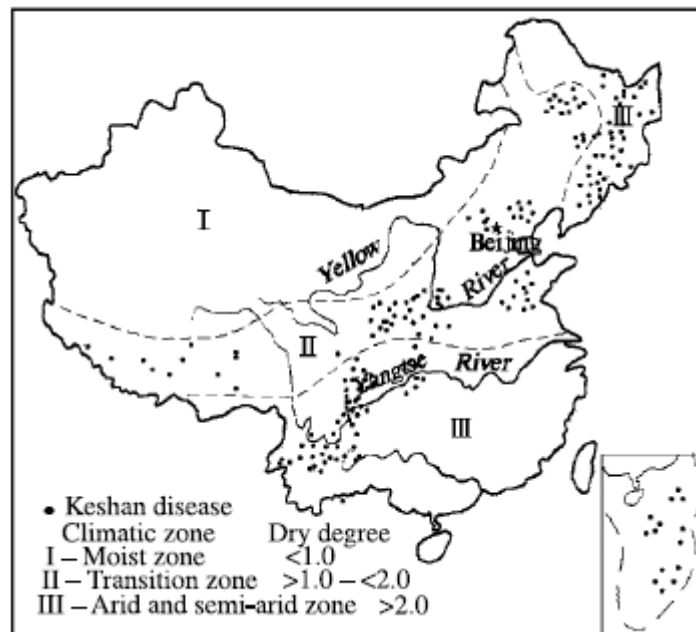 III
I
Beijing
Yellow
River
II
Yangise
River
III
Keshan disease
Climatic zone Dry degree
I – Moist zone <1.0
II – Transition zone >1.0 – <2.0
III – Arid and semi-arid zone >2.0